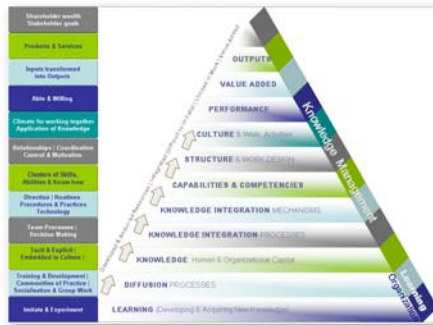 Shareholder wealth
Stakeholder goals
Products & Services
Inputs transformed
into Outputs
Able & Willing
Climate for working together
Application of Knowledge
Relationships | Coordination
Control & Motivation
Clusters of Skills,
Abilities & Know-how
Direction | Routines
Procedures & Practices
Technology
Team Processes |
Decision Making
Tacit & Explicit |
Embedded in Culture |
Training & Development |
Communities of Practice |
Socialisation & Group Work
Imitate & Experiment
OUTPUTS
VALUE ADDED
PERFORMANCE
CULTURE & Work Activities
STRUCTURE & WORK DESIGN
CAPABILITIES & COMPETENCIES
KNOWLEDGE INTEGRATION MECHANISMS
KNOWLEDGE INTEGRATION PROCESSES
KNOWLEDGE Human & Organizational Capital
DIFFUSION PROCESSES
LEARNING (Developing & Acquiring New Knowledge)
Knowledge Management
Learning
Organization